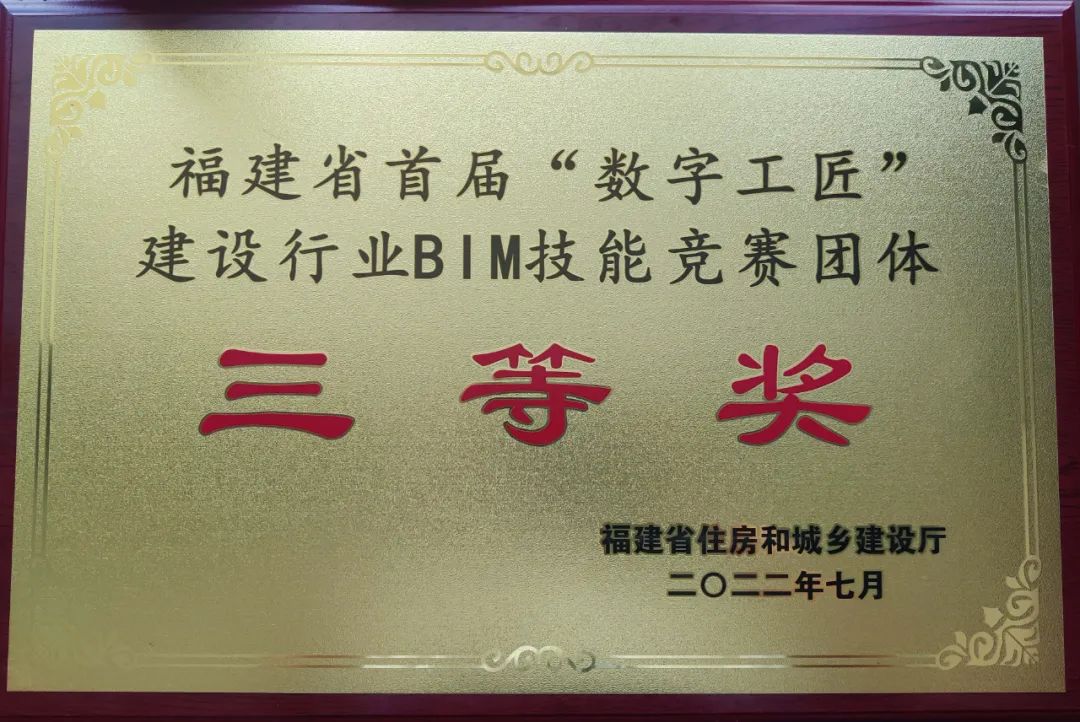 福建省首届“数字工匠”
建设行业BIM技能竞赛团体
三等奖
福建省住房和城乡建设厅
二〇二二年七月